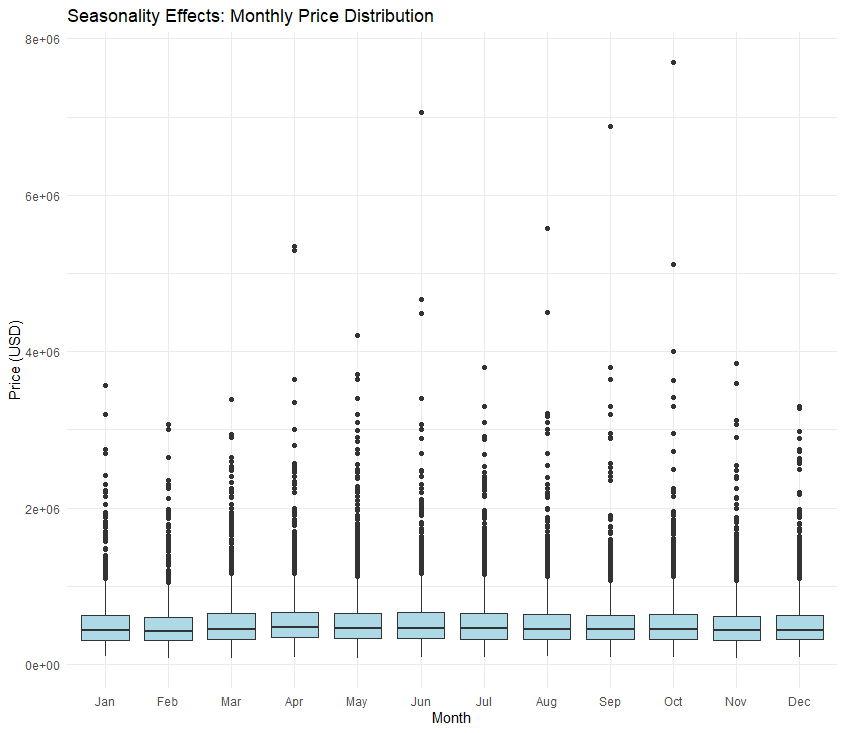 Seasonality Effects: Monthly Price Distribution
Price (USD)
8e+06
6e+06
4e+06
2e+06
0e+00
Jan Feb Mar Apr May Jun Jul Aug Sep Oct Nov Dec
Month